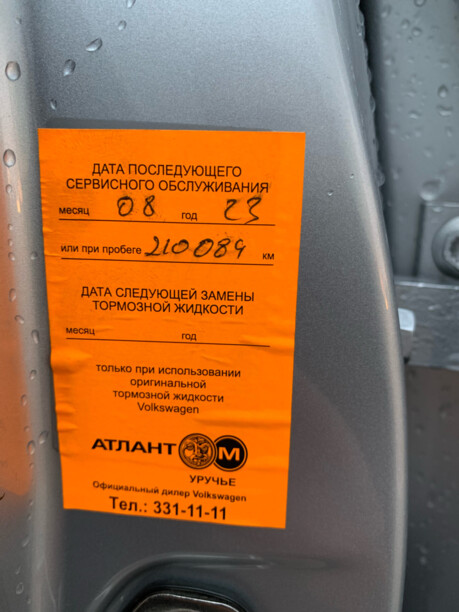 ДАТА ПОСЛЕДУЮЩЕГО
СЕРВИСНОГО ОБСЛУЖИВАНИЯ
месяц 08 год 23
или при пробеге 210084 км
ДАТА СЛЕДУЮЩЕЙ ЗАМЕНЫ
ТОРМОЗНОЙ ЖИДКОСТИ
месяц год
только при использовании
оригинальной
тормозной жидкости
Volkswagen
АТЛАНТ М
УРУЧЬЕ
Официальный дилер Volkswagen
Тел.: 331-11-11